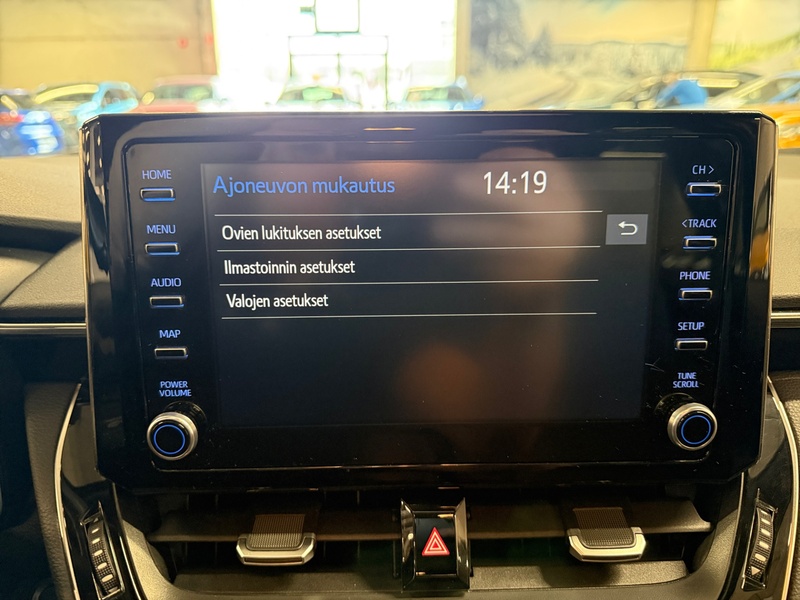 HOME
MENU
AUDIO
MAP
POWER
VOLUME
Ajoneuvon mukautus
14:19
Ovien lukituksen asetukset
Ilmastoinnin asetukset
Valojen asetukset
CH >
< TRACK
PHONE
SETUP
TUNE
SCROLL